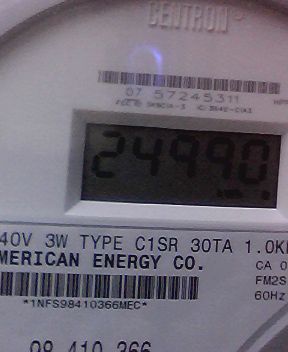 CENTRON
07 57245311
24990
40V 3W TYPE C1SR 30TA 1.0K
MERICAN ENERGY CO.
CA 0
FM2S
60Hz
*1NFS98410366MEC*
98 410 366